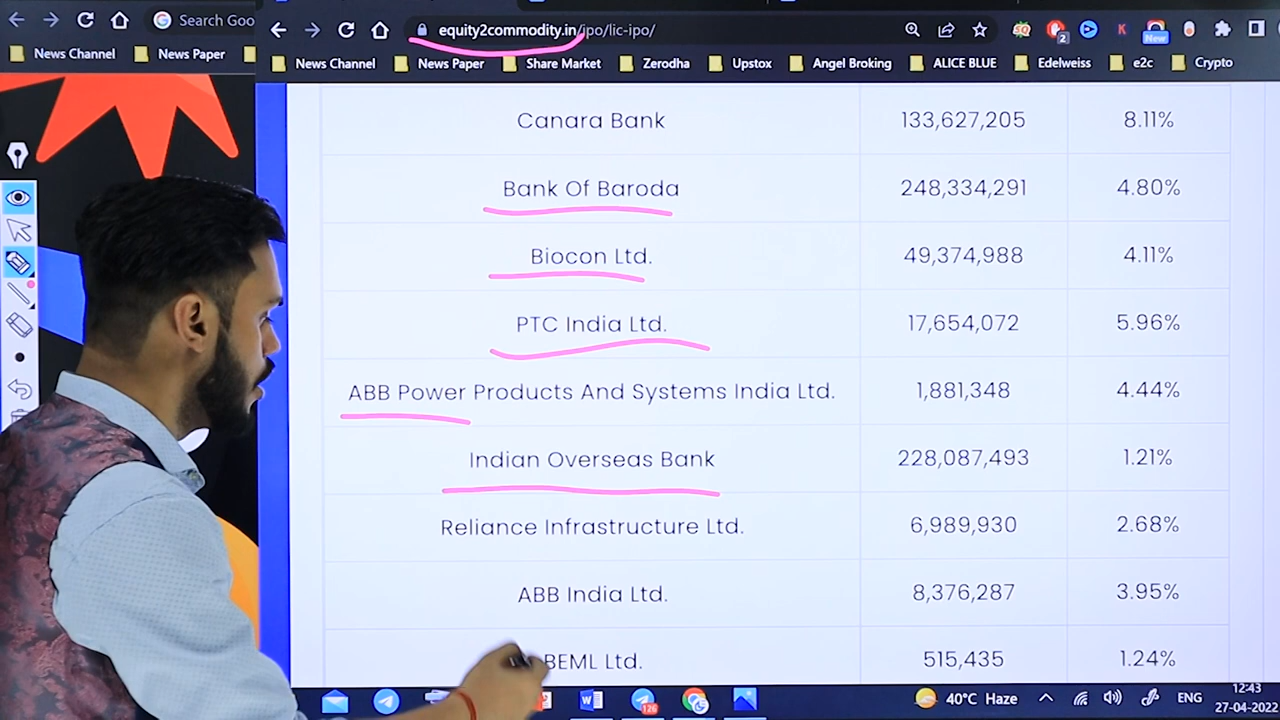 Search Goo
equity2commodity.in/ipo/lic-ipo/
2
New
News Channel
News Paper
News Channel
News Paper
Share Market
Zerodha
Upstox
Angel Broking
ALICE BLUE
Edelweiss
e2c
Crypto
Canara Bank 133,627,205 8.11%
Bank Of Baroda 248,334,291 4.80%
Biocon Ltd. 49,374,988 4.11%
PTC India Ltd. 17,654,072 5.96%
ABB Power Products And Systems India Ltd. 1,881,348 4.44%
Indian Overseas Bank 228,087,493 1.21%
Reliance Infrastructure Ltd. 6,989,930 2.68%
ABB India Ltd. 8,376,287 3.95%
BEML Ltd. 515,435 1.24%
126
40°C Haze
ENG
12:43
27-04-2022